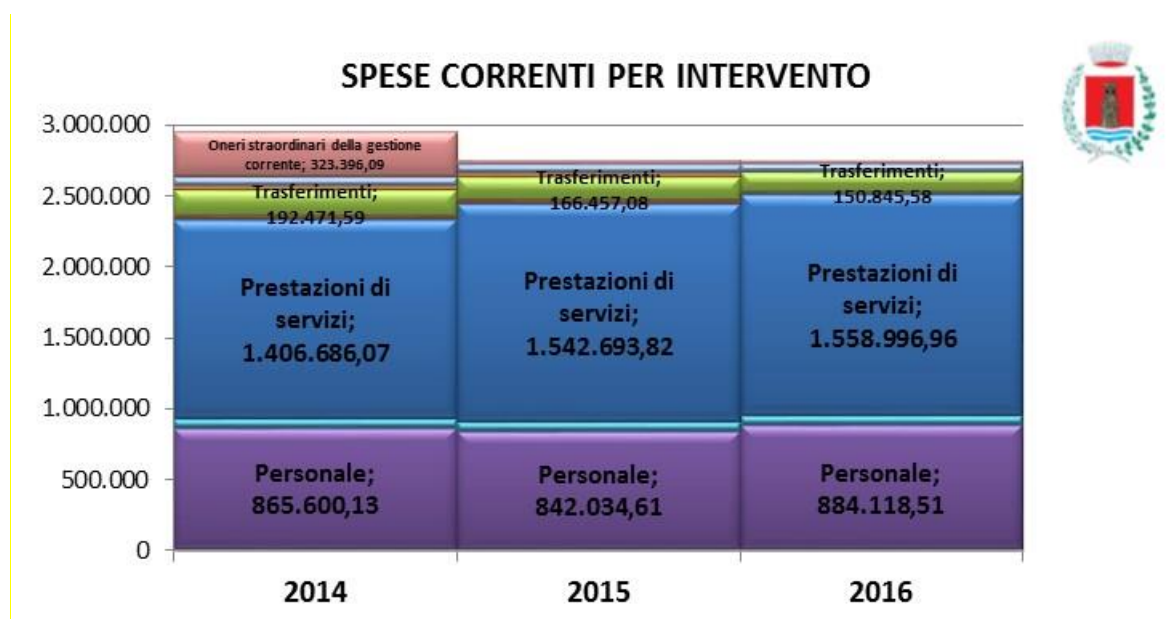 SPESE CORRENTI PER INTERVENTO
3.000.000
2.500.000
2.000.000
1.500.000
1.000.000
500.000
0
Oneri straordinari della gestione
corrente; 323.396,09
Trasferimenti;
192.471,59
Prestazioni di
servizi;
1.406.686,07
Personale;
865.600,13
Trasferimenti;
166.457,08
Prestazioni di
servizi;
1.542.693,82
Personale;
842.034,61
Trasferimenti;
150.845,58
Prestazioni di
servizi;
1.558.996,96
Personale;
884.118,51
2014
2015
2016